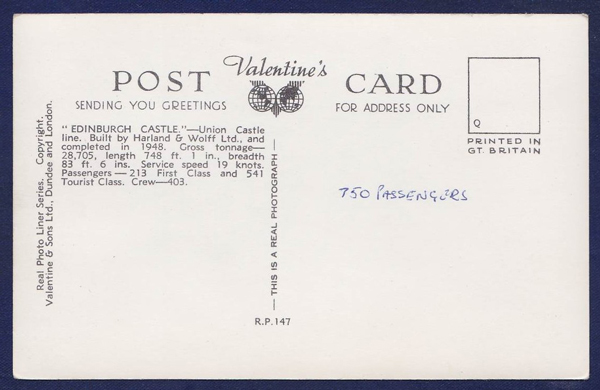 Valentine's
POST CARD
SENDING YOU GREETINGS
FOR ADDRESS ONLY
"EDINBURGH CASTLE."—Union Castle
line. Built by Harland & Wolff Ltd., and
completed in 1948. Gross tonnage—
28,705, length 748 ft. 1 in., breadth
83 ft. 6 ins. Service speed 19 knots.
Passengers—213 First Class and 541
Tourist Class. Crew—403.
Real Photo Liner Series. Copyright.
Valentine & Sons Ltd., Dundee and London.
—THIS IS A REAL PHOTOGRAPH—
R.P.147
Q
PRINTED IN
GT. BRITAIN
750 PASSENGERS